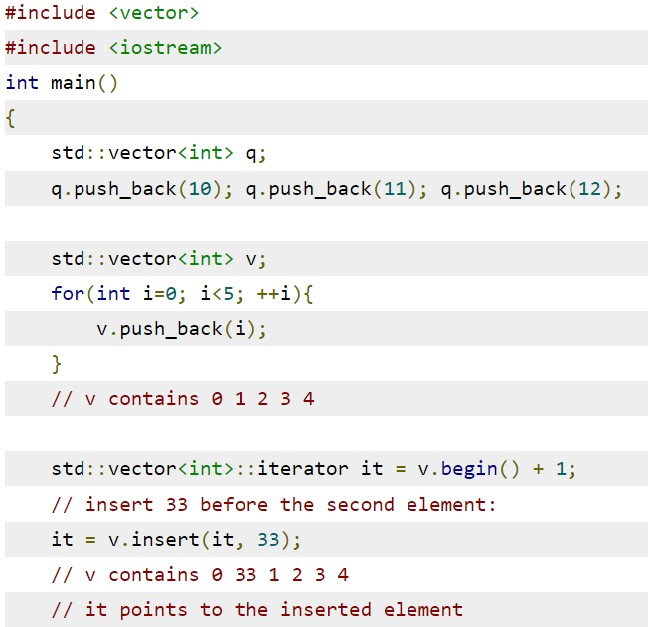 #include <vector>
#include <iostream>
int main()
{
    std::vector<int> q;
    q.push_back(10); q.push_back(11); q.push_back(12);

    std::vector<int> v;
    for(int i=0; i<5; ++i){
        v.push_back(i);
    }
    // v contains 0 1 2 3 4

    std::vector<int>::iterator it = v.begin() + 1;
    // insert 33 before the second element:
    it = v.insert(it, 33);
    // v contains 0 33 1 2 3 4
    // it points to the inserted element